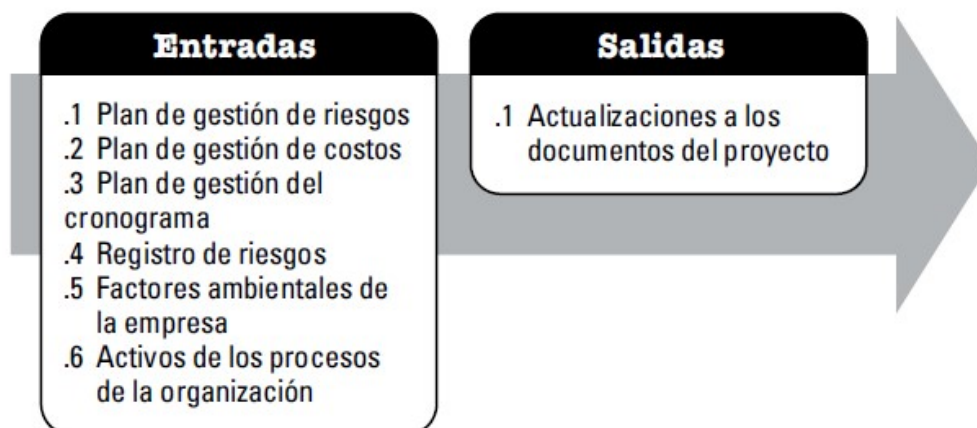 Entradas
.1 Plan de gestión de riesgos
.2 Plan de gestión de costos
.3 Plan de gestión del
cronograma
.4 Registro de riesgos
.5 Factores ambientales de
la empresa
.6 Activos de los procesos
de la organización
Salidas
.1 Actualizaciones a los
documentos del proyecto